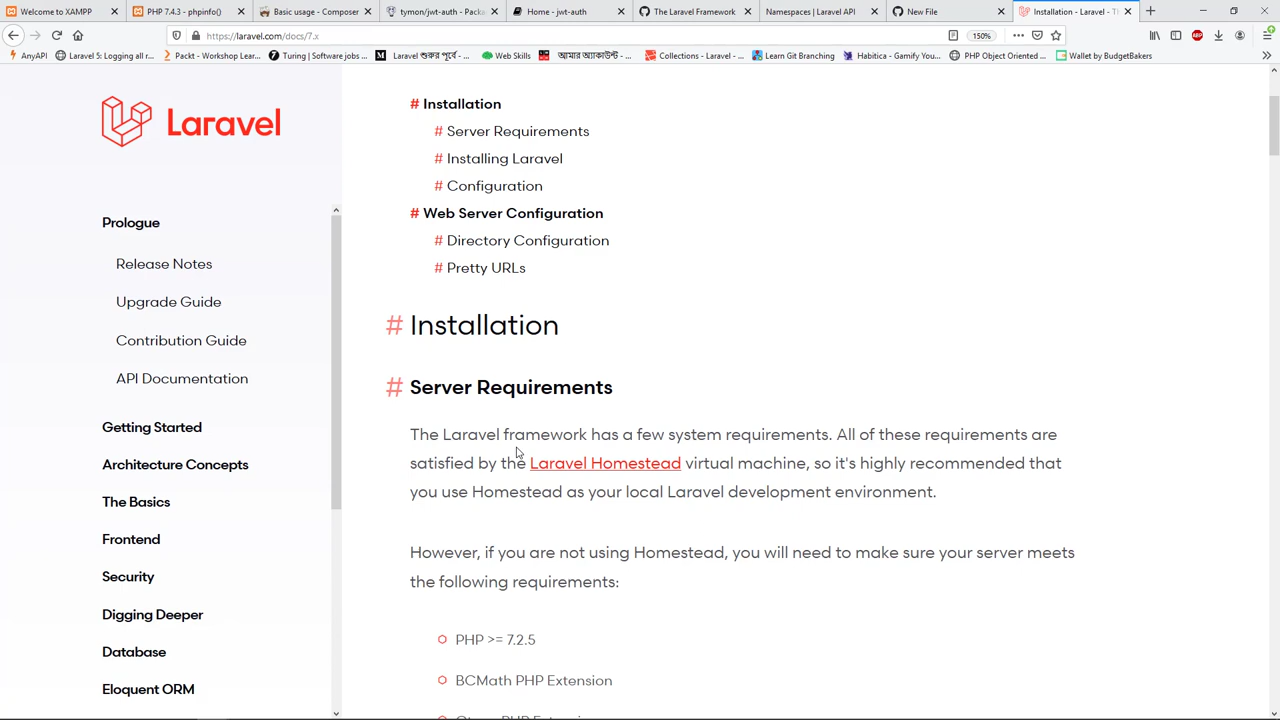 Welcome to XAMPP
PHP 7.4.3 - phpinfo()
Basic usage - Composer
tymon/jwt-auth - Packa
Home - jwt-auth
The Laravel Framework
Namespaces | Laravel API
New File
Installation - Laravel - Th
https://laravel.com/docs/7.x
150%
AnyAPI
Laravel 5: Logging all r...
Packt - Workshop Lear...
Turing | Software jobs ...
Laravel শুরুর পূর্বে - ...
Web Skills
আমার অ্যাকাউন্ট - ...
Collections - Laravel - ...
Learn Git Branching
Habitica - Gamify You...
PHP Object Oriented ...
Wallet by BudgetBakers
Laravel
Prologue
Release Notes
Upgrade Guide
Contribution Guide
API Documentation
Getting Started
Architecture Concepts
The Basics
Frontend
Security
Digging Deeper
Database
Eloquent ORM
# Installation
# Server Requirements
# Installing Laravel
# Configuration
# Web Server Configuration
# Directory Configuration
# Pretty URLs
# Installation
# Server Requirements
The Laravel framework has a few system requirements. All of these requirements are
satisfied by the Laravel Homestead virtual machine, so it's highly recommended that
you use Homestead as your local Laravel development environment.
However, if you are not using Homestead, you will need to make sure your server meets
the following requirements:
PHP >= 7.2.5
BCMath PHP Extension